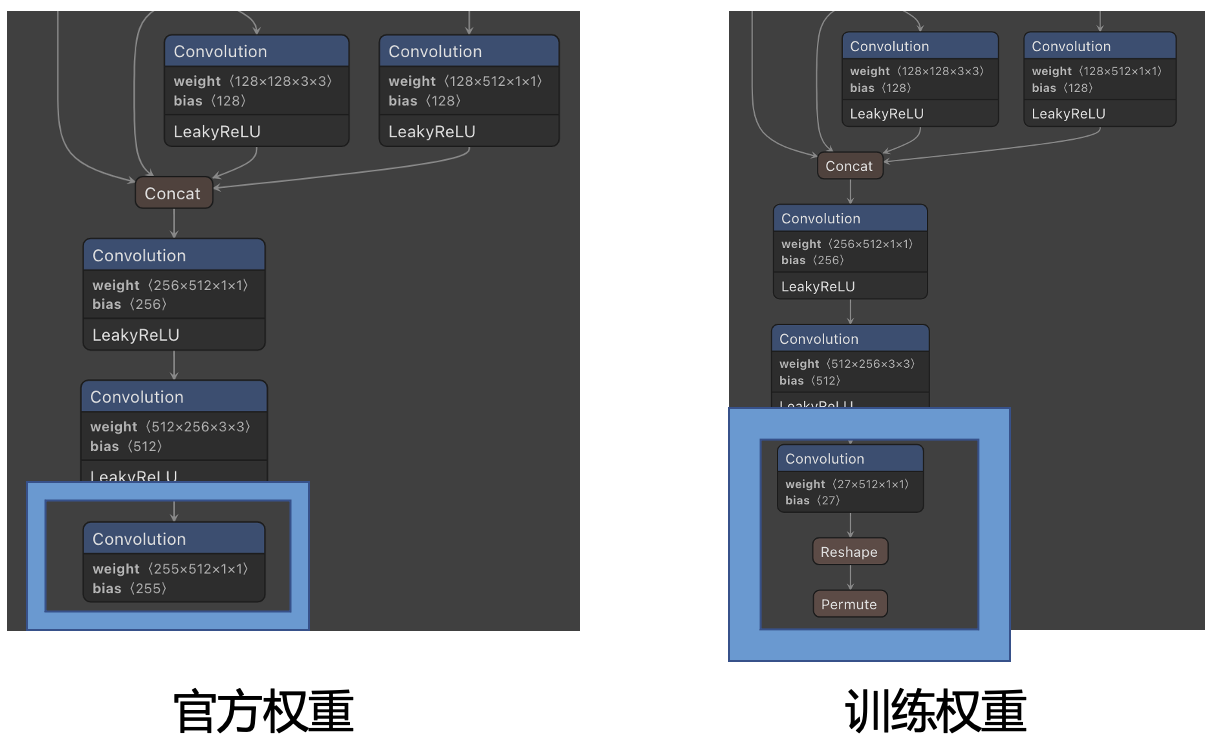 Convolution
weight〈128×128×3×3〉
bias〈128〉
LeakyReLU
Convolution
weight〈128×512×1×1〉
bias〈128〉
LeakyReLU
Concat
Convolution
weight〈256×512×1×1〉
bias〈256〉
LeakyReLU
Convolution
weight〈512×256×3×3〉
bias〈512〉
LeakyReLU
Convolution
weight〈255×512×1×1〉
bias〈255〉
官方权重
Convolution
weight〈128×128×3×3〉
bias〈128〉
LeakyReLU
Convolution
weight〈128×512×1×1〉
bias〈128〉
LeakyReLU
Concat
Convolution
weight〈256×512×1×1〉
bias〈256〉
LeakyReLU
Convolution
weight〈512×256×3×3〉
bias〈512〉
LeakyReLU
Convolution
weight〈27×512×1×1〉
bias〈27〉
Reshape
Permute
训练权重